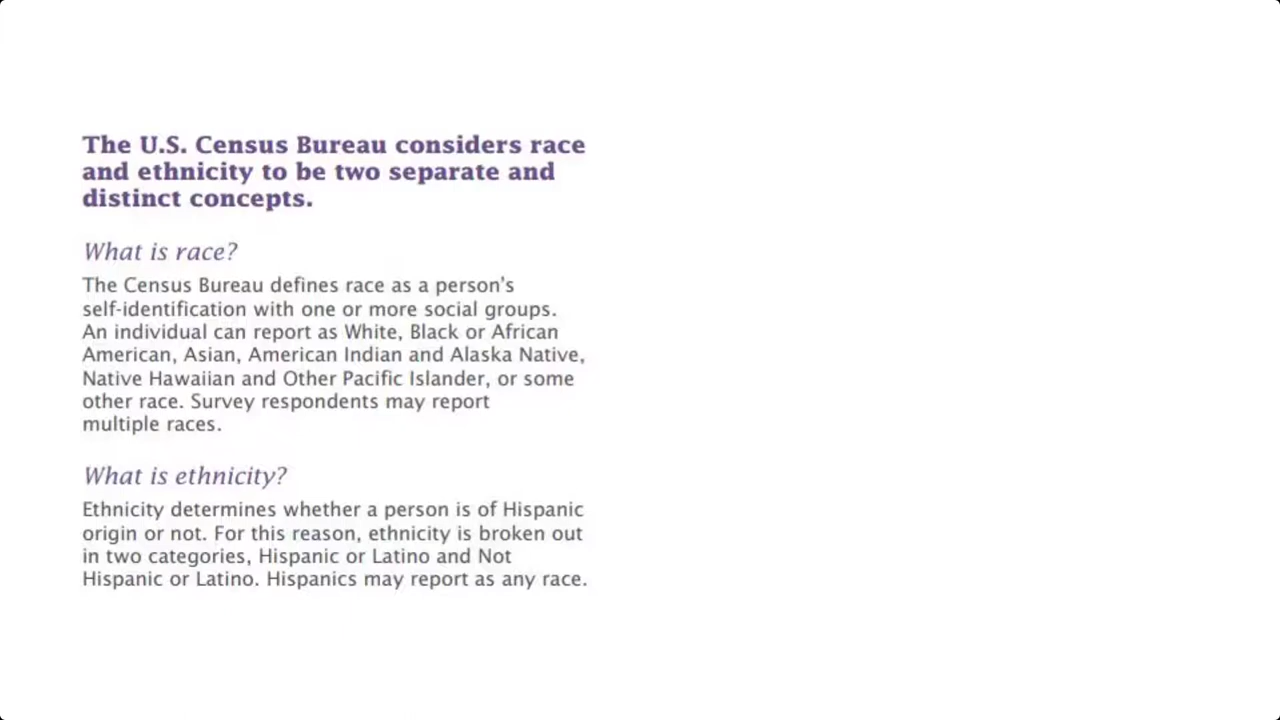 The U.S. Census Bureau considers race
and ethnicity to be two separate and
distinct concepts.
What is race?
The Census Bureau defines race as a person's
self-identification with one or more social groups.
An individual can report as White, Black or African
American, Asian, American Indian and Alaska Native,
Native Hawaiian and Other Pacific Islander, or some
other race. Survey respondents may report
multiple races.
What is ethnicity?
Ethnicity determines whether a person is of Hispanic
origin or not. For this reason, ethnicity is broken out
in two categories, Hispanic or Latino and Not
Hispanic or Latino. Hispanics may report as any race.